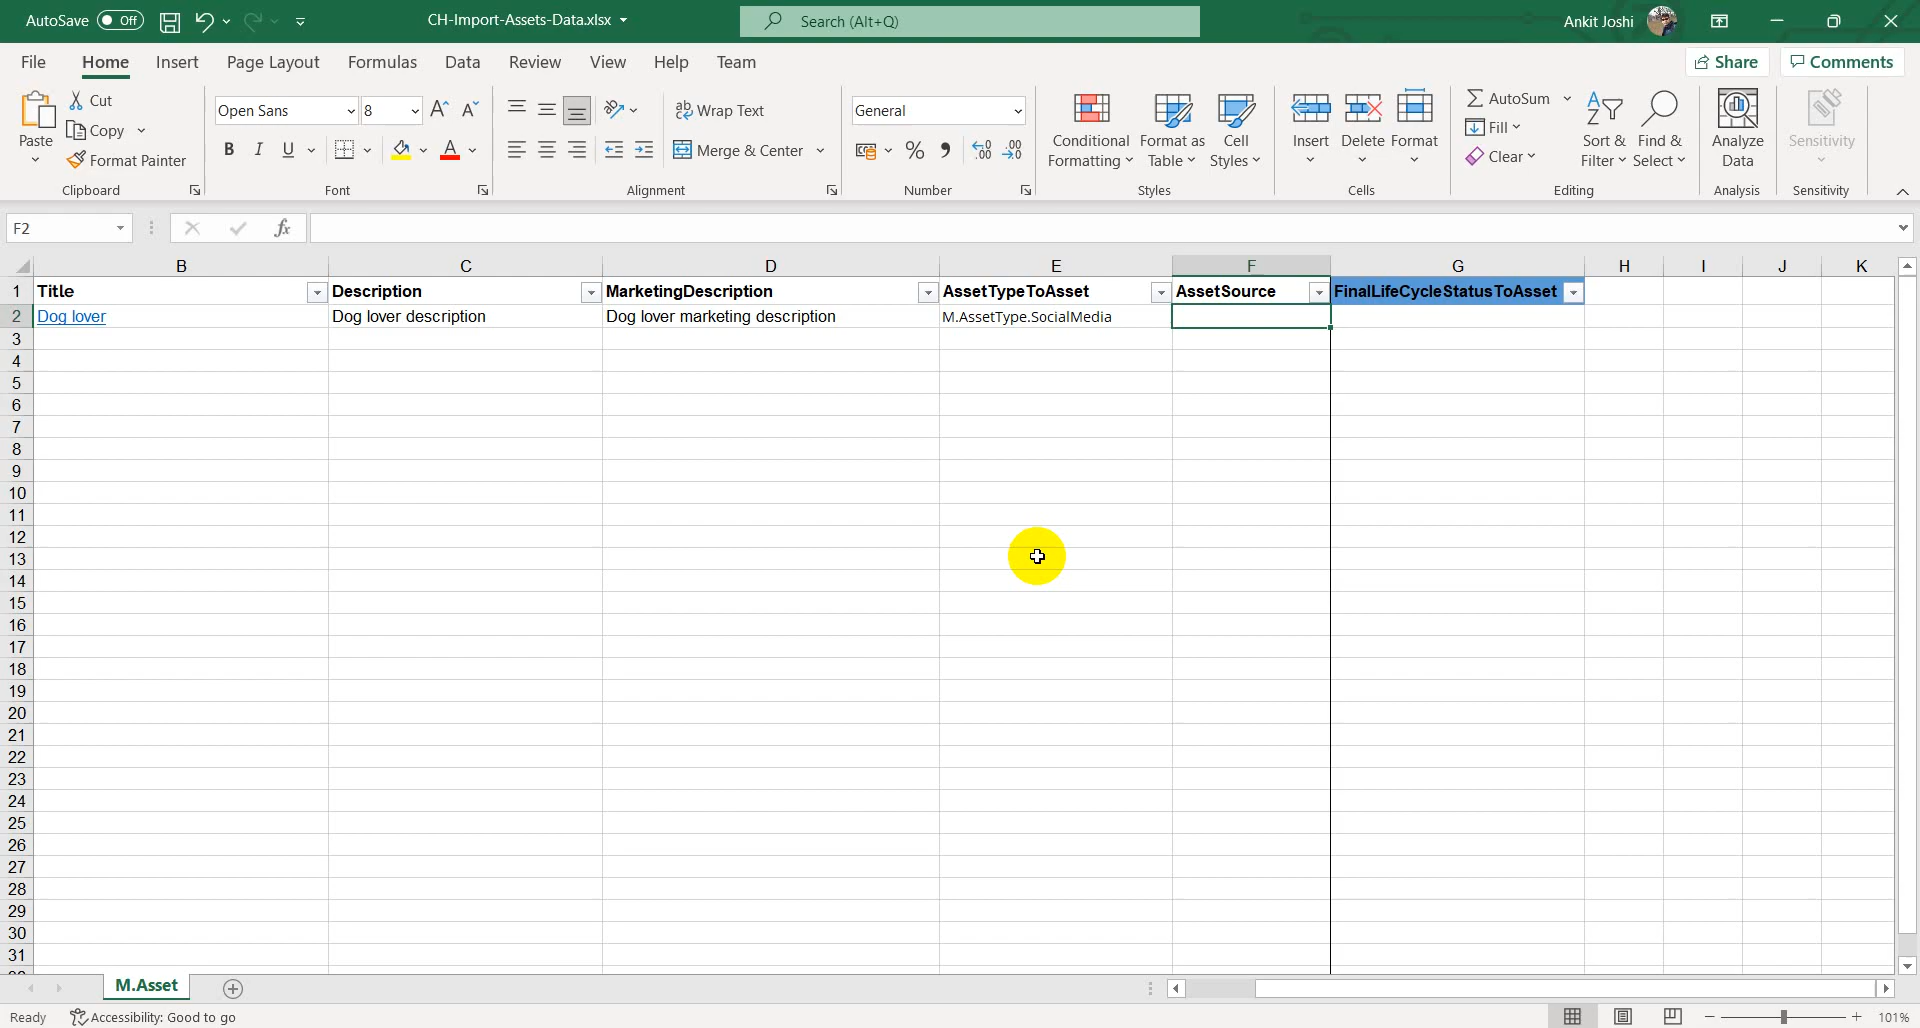 AutoSave Off CH-Import-Assets-Data.xlsx Search (Alt+Q) Ankit Joshi
File Home Insert Page Layout Formulas Data Review View Help Team Share Comments
Paste
Cut
Copy
Format Painter
Clipboard
Open Sans 8
B I U
Font
Wrap Text
Merge & Center
Alignment
General
Number
Conditional Formatting
Format as Table
Cell Styles
Styles
Insert Delete Format
Cells
AutoSum
Fill
Clear
Sort & Filter
Find & Select
Editing
Analyze Data
Analysis
Sensitivity
Sensitivity
F2 fx
B C D E F G H I J K
1 Title Description MarketingDescription AssetTypeToAsset AssetSource FinalLifeCycleStatusToAsset
2 Dog lover Dog lover description Dog lover marketing description M.AssetType.SocialMedia
3
4
5
6
7
8
9
10
11
12
13
14
15
16
17
18
19
20
21
22
23
24
25
26
27
28
29
30
31
M.Asset
Ready Accessibility: Good to go 101%